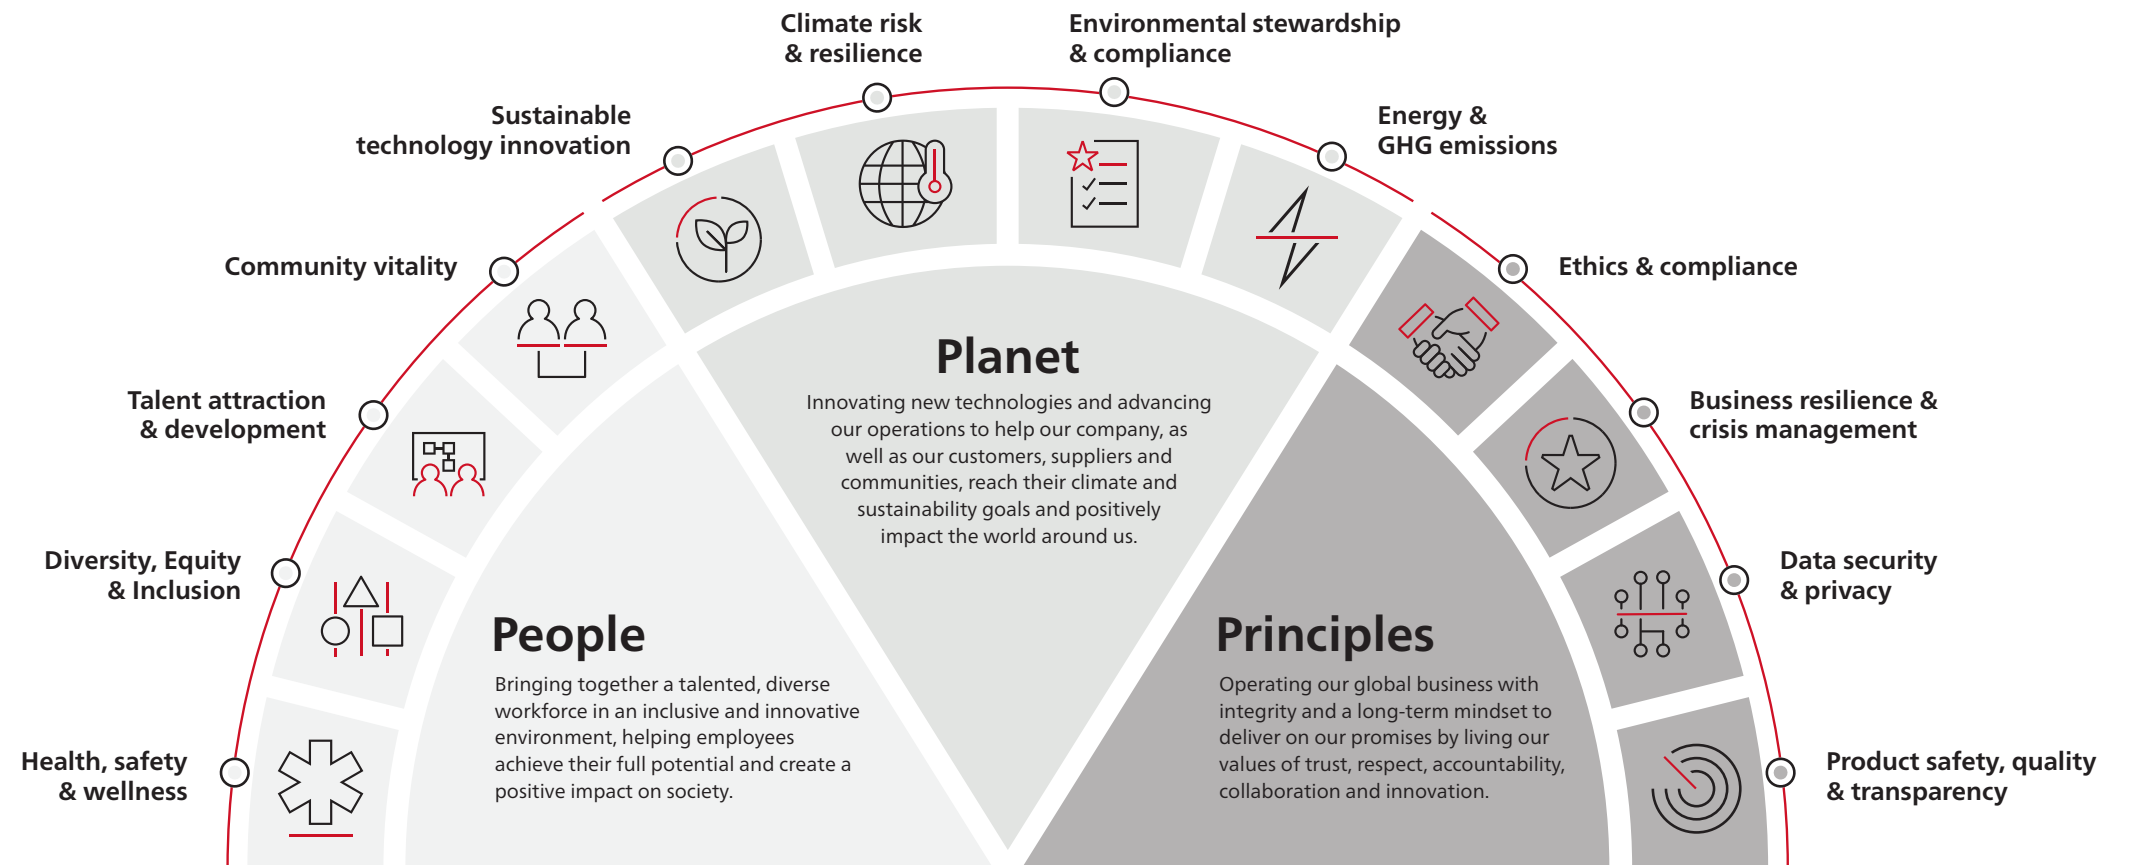 Climate risk
& resilience
Environmental stewardship
& compliance
Sustainable
technology innovation
Energy &
GHG emissions
Community vitality
Ethics & compliance
Talent attraction
& development
Business resilience &
crisis management
Diversity, Equity
& Inclusion
Data security
& privacy
Health, safety
& wellness
Product safety, quality
& transparency
Planet
Innovating new technologies and advancing
our operations to help our company, as
well as our customers, suppliers and
communities, reach their climate and
sustainability goals and positively
impact the world around us.
People
Bringing together a talented, diverse
workforce in an inclusive and innovative
environment, helping employees
achieve their full potential and create a
positive impact on society.
Principles
Operating our global business with
integrity and a long-term mindset to
deliver on our promises by living our
values of trust, respect, accountability,
collaboration and innovation.